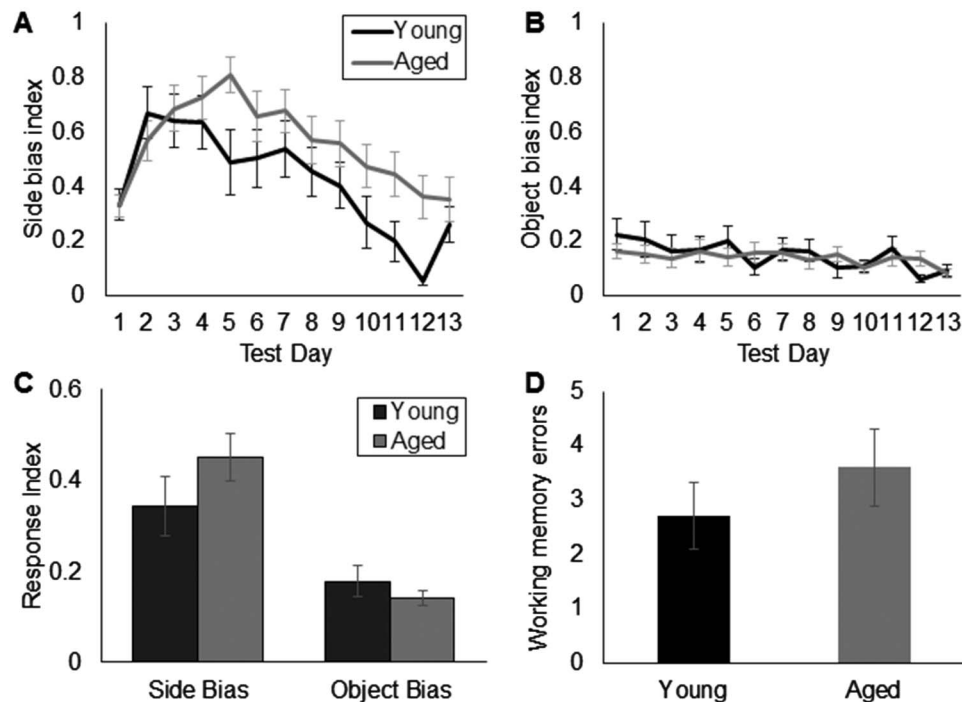 A
1
0.8
0.6
0.4
0.2
0
Side bias index
Young
Aged
1 2 3 4 5 6 7 8 9 10 11 12 13
Test Day
B
1
0.8
0.6
0.4
0.2
0
Object bias index
1 2 3 4 5 6 7 8 9 10 11 12 13
Test Day
C
0.6
0.4
0.2
0
Response Index
Young
Aged
Side Bias Object Bias
D
5
4
3
2
1
0
Working memory errors
Young Aged